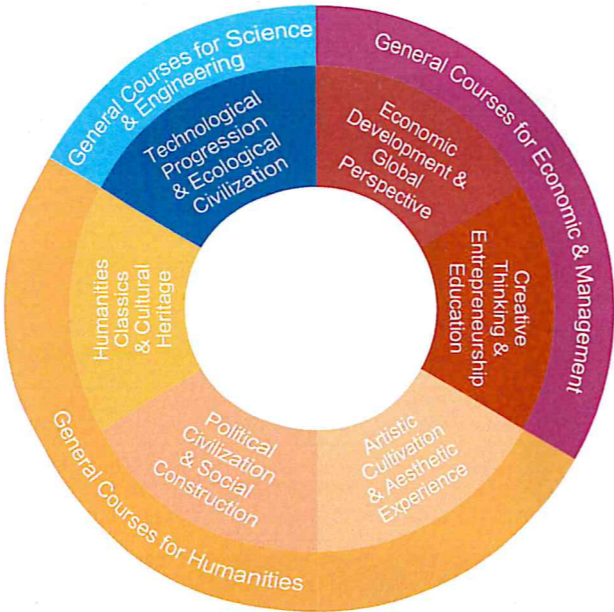 General Courses for Science
& Engineering
General Courses for Economic & Management
General Courses for Humanities
Technological
Progression
& Ecological
Civilization
Economic
Development &
Global
Perspective
Creative
Thinking &
Entrepreneurship
Education
Artistic
Cultivation
& Aesthetic
Experience
Political
Civilization
& Social
Construction
Humanities
Classics
& Cultural
Heritage